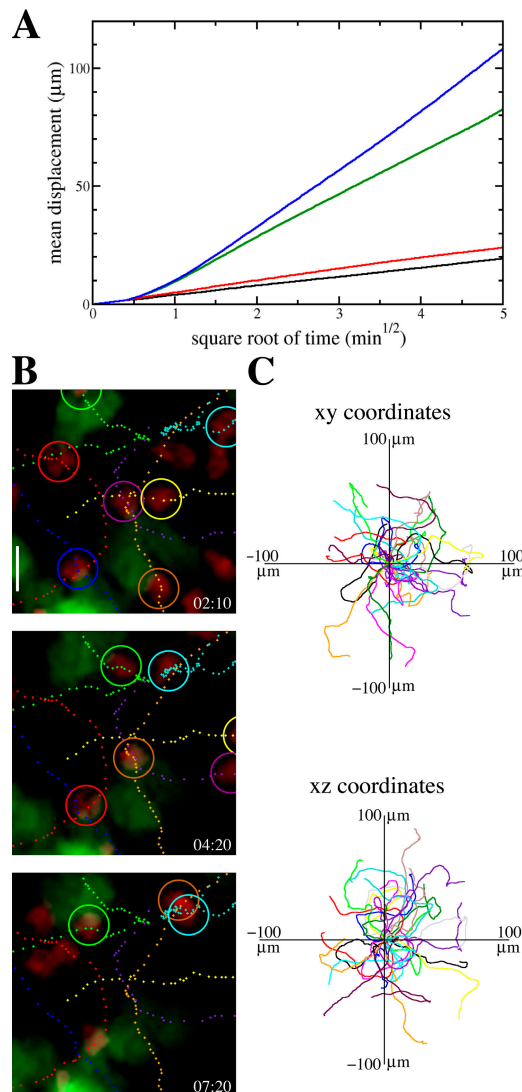 A
mean displacement (μm)
100
50
0
0 1 2 3 4 5
square root of time (min1/2)
B
02:10
04:20
07:20
C
xy coordinates
100 μm
−100 μm
100 μm
−100
xz coordinates
100 μm
−100 μm
100 μm
−100